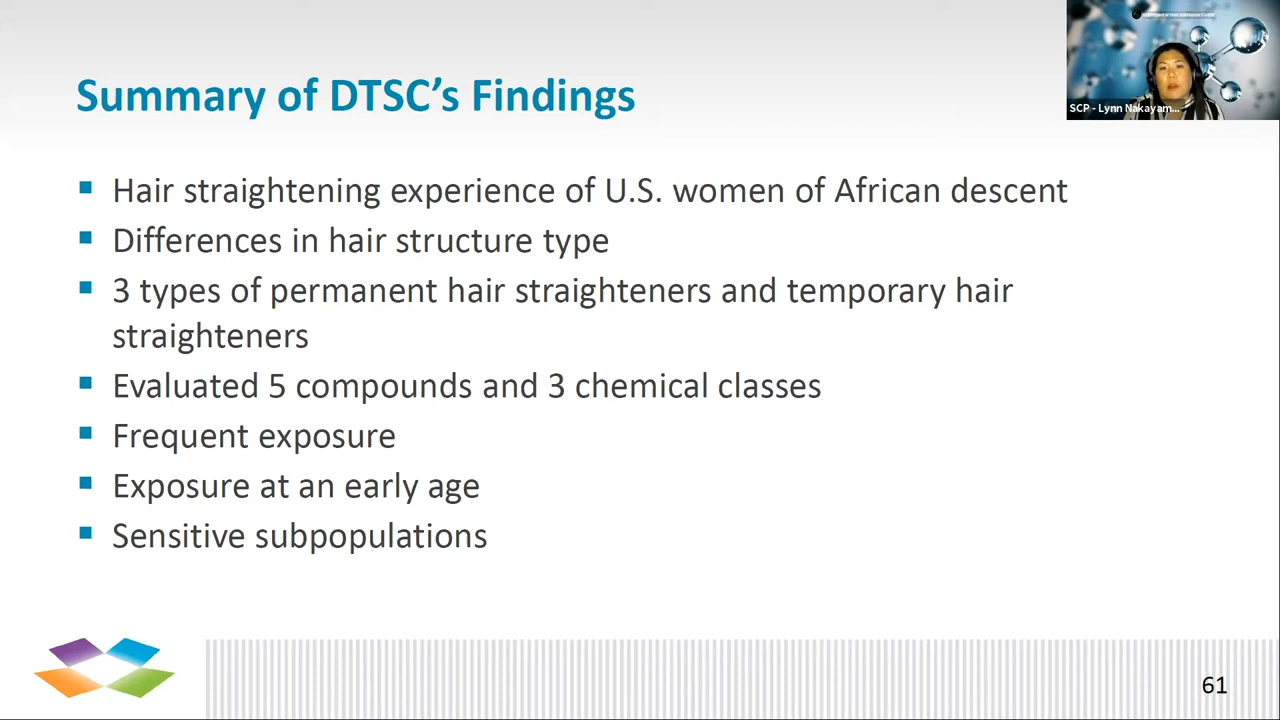 Summary of DTSC's Findings
SCP - Lynn Nakayam...
▪ Hair straightening experience of U.S. women of African descent
▪ Differences in hair structure type
▪ 3 types of permanent hair straighteners and temporary hair
straighteners
▪ Evaluated 5 compounds and 3 chemical classes
▪ Frequent exposure
▪ Exposure at an early age
▪ Sensitive subpopulations
61